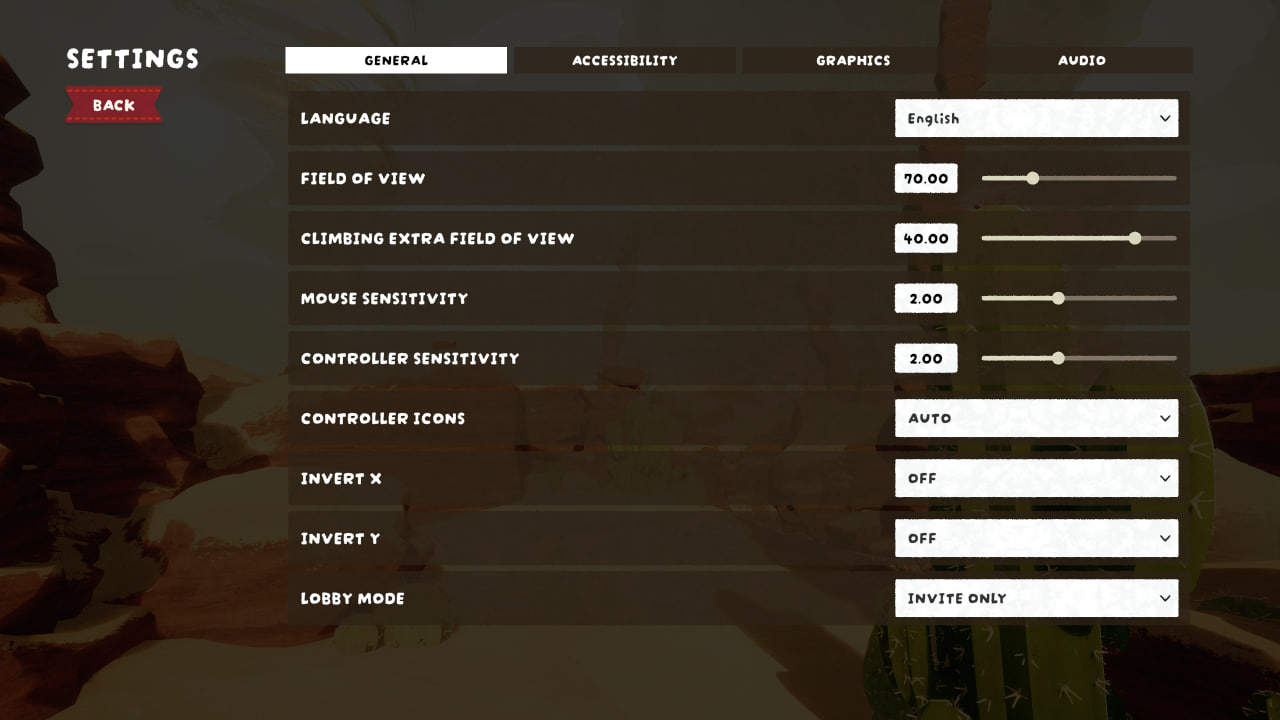 SETTINGS
BACK
GENERAL
ACCESSIBILITY
GRAPHICS
AUDIO
LANGUAGE
English
FIELD OF VIEW
70.00
CLIMBING EXTRA FIELD OF VIEW
40.00
MOUSE SENSITIVITY
2.00
CONTROLLER SENSITIVITY
2.00
CONTROLLER ICONS
AUTO
INVERT X
OFF
INVERT Y
OFF
LOBBY MODE
INVITE ONLY